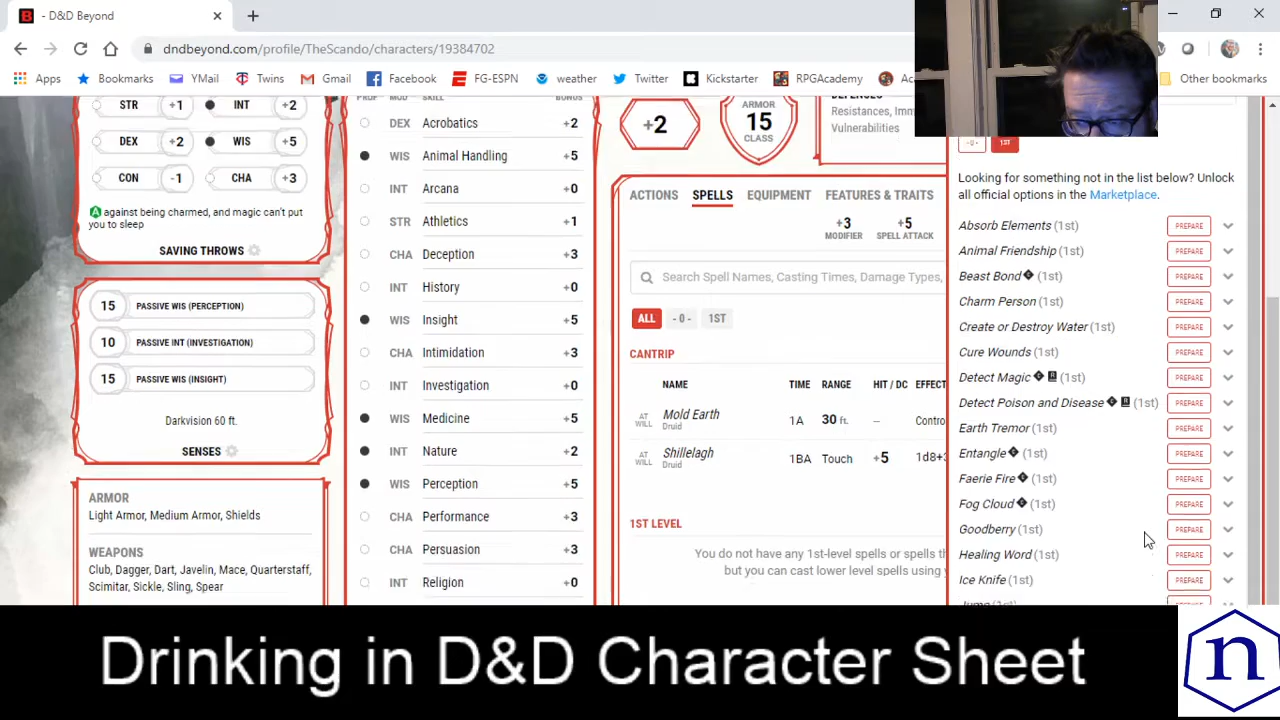 - D&D Beyond
dndbeyond.com/profile/TheScando/characters/19384702
Apps Bookmarks YMail Twins Gmail Facebook FG-ESPN weather Twitter Kickstarter RPGAcademy Other bookmarks
STR +1 INT +2
DEX +2 WIS +5
CON -1 CHA +3
against being charmed, and magic can't put
you to sleep
SAVING THROWS
15 PASSIVE WIS (PERCEPTION)
10 PASSIVE INT (INVESTIGATION)
15 PASSIVE WIS (INSIGHT)
Darkvision 60 ft.
SENSES
ARMOR
Light Armor, Medium Armor, Shields
WEAPONS
Club, Dagger, Dart, Javelin, Mace, Quarterstaff,
Scimitar, Sickle, Sling, Spear
PROF MOD SKILL BONUS
DEX Acrobatics +2
WIS Animal Handling +5
INT Arcana +0
STR Athletics +1
CHA Deception +3
INT History +0
WIS Insight +5
CHA Intimidation +3
INT Investigation +0
WIS Medicine +5
INT Nature +2
WIS Perception +5
CHA Performance +3
CHA Persuasion +3
INT Religion +0
+2
ARMOR
15
CLASS
DEFENSES
Resistances, Imm
Vulnerabilities
ACTIONS SPELLS EQUIPMENT FEATURES & TRAITS
+3 +5
MODIFIER SPELL ATTACK
Search Spell Names, Casting Times, Damage Types,
ALL - 0 - 1ST
CANTRIP
NAME TIME RANGE HIT / DC EFFECT
AT WILL Mold Earth 1A 30 ft. -- Contro
Druid
AT WILL Shillelagh 1BA Touch +5 1d8+3
Druid
1ST LEVEL
You do not have any 1st-level spells or spells th
but you can cast lower level spells using y
- 0 - 1ST
Looking for something not in the list below? Unlock
all official options in the Marketplace.
Absorb Elements (1st) PREPARE
Animal Friendship (1st) PREPARE
Beast Bond (1st) PREPARE
Charm Person (1st) PREPARE
Create or Destroy Water (1st) PREPARE
Cure Wounds (1st) PREPARE
Detect Magic (1st) PREPARE
Detect Poison and Disease (1st) PREPARE
Earth Tremor (1st) PREPARE
Entangle (1st) PREPARE
Faerie Fire (1st) PREPARE
Fog Cloud (1st) PREPARE
Goodberry (1st) PREPARE
Healing Word (1st) PREPARE
Ice Knife (1st) PREPARE
Jump (1st)
Drinking in D&D Character Sheet
n